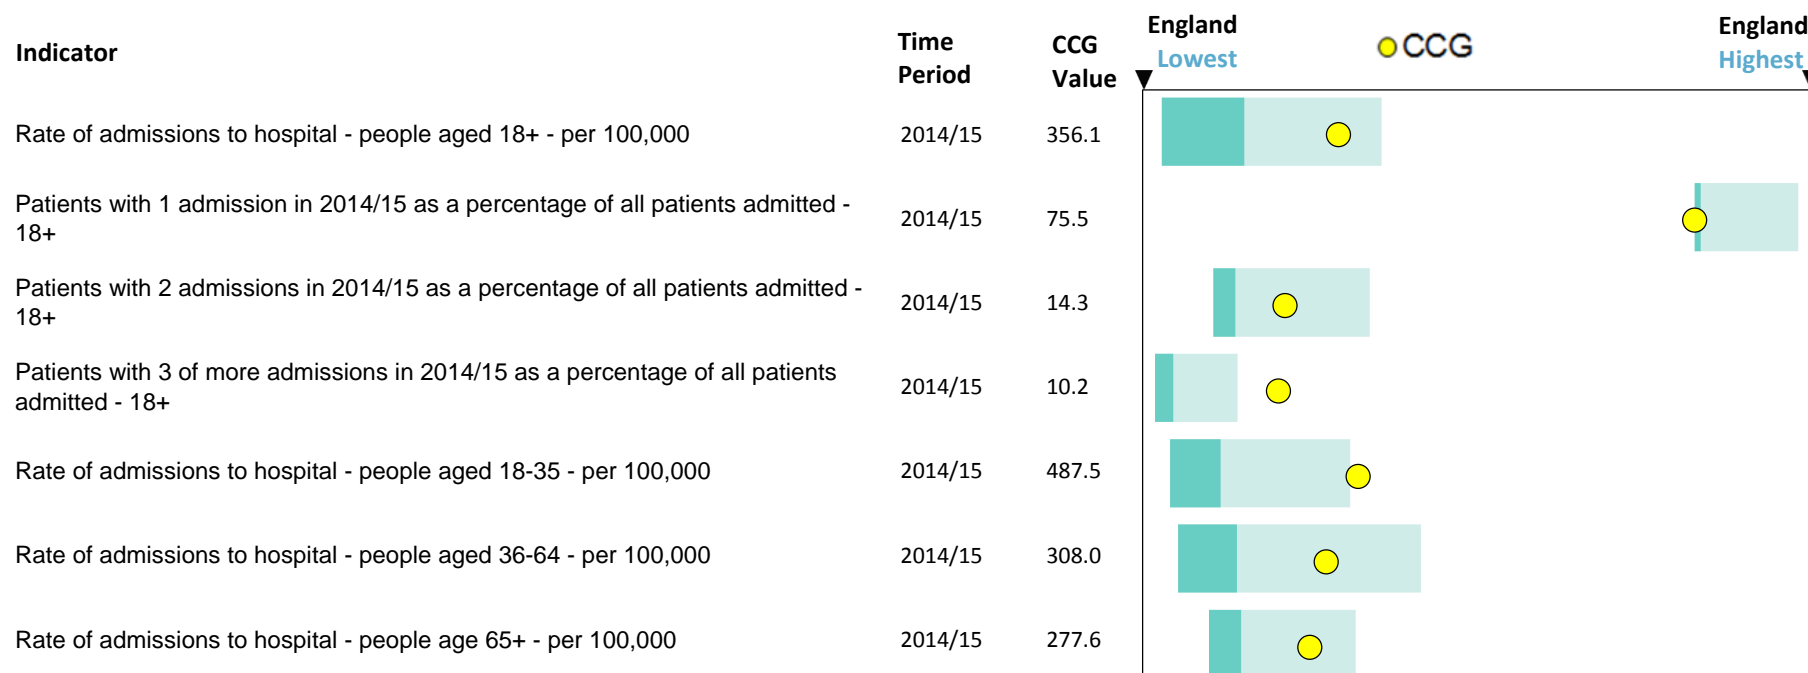 Indicator
Time Period
CCG Value
England Lowest
CCG
England Highest
Rate of admissions to hospital - people aged 18+ - per 100,000 2014/15 356.1
Patients with 1 admission in 2014/15 as a percentage of all patients admitted -
18+
2014/15 75.5
Patients with 2 admissions in 2014/15 as a percentage of all patients admitted -
18+
2014/15 14.3
Patients with 3 of more admissions in 2014/15 as a percentage of all patients
admitted - 18+
2014/15 10.2
Rate of admissions to hospital - people aged 18-35 - per 100,000 2014/15 487.5
Rate of admissions to hospital - people aged 36-64 - per 100,000 2014/15 308.0
Rate of admissions to hospital - people age 65+ - per 100,000 2014/15 277.6